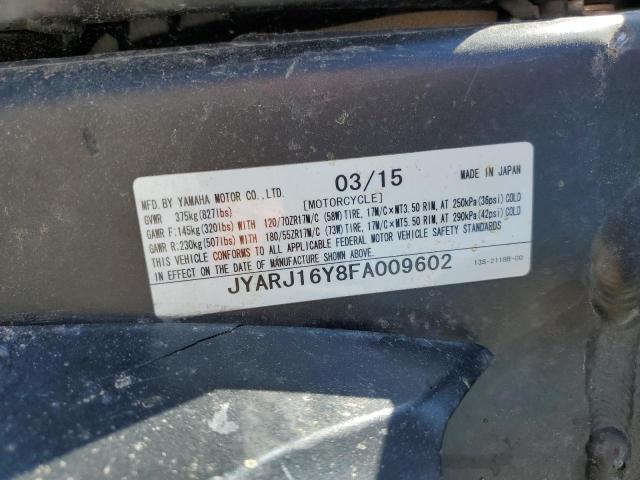 MFD. BY YAMAHA MOTOR CO., LTD. 03/15 MADE IN JAPAN
GVWR 375kg(827lbs) [MOTORCYCLE]
GAWR F:145kg(320lbs) WITH 120/70ZR17M/C (58W) TIRE, 17M/C×MT3.50 RIM, AT 250kPa(36psi) COLD
GAWR R:230kg(507lbs) WITH 180/55ZR17M/C (73W) TIRE, 17M/C×MT5.50 RIM, AT 290kPa(42psi) COLD
THIS VEHICLE CONFORMS TO ALL APPLICABLE FEDERAL MOTOR VEHICLE SAFETY STANDARDS
IN EFFECT ON THE DATE OF MANUFACTURE SHOWN ABOVE.
JYARJ16Y8FA009602 13S-2118R-00